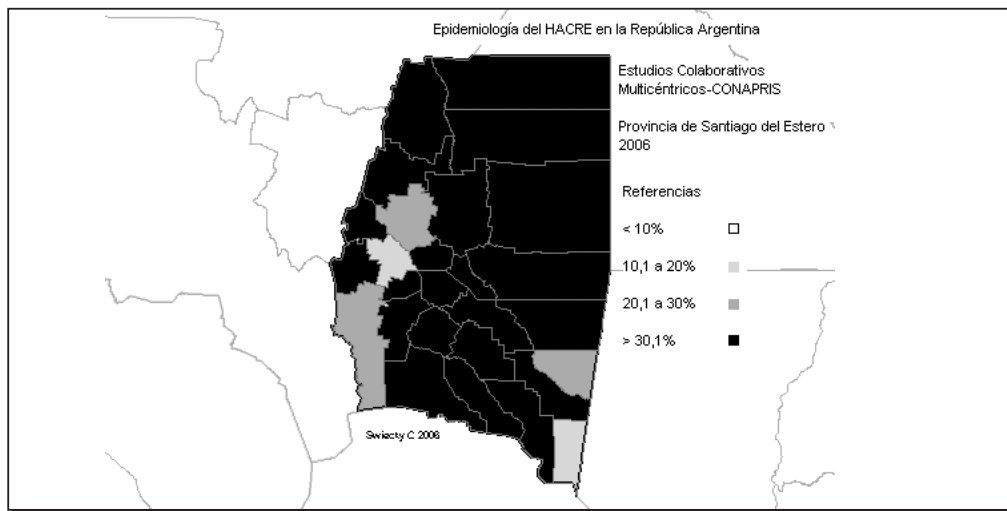 Epidemiología del HACRE en la República Argentina
Estudios Colaborativos
Multicéntricos-CONAPRIS
Provincia de Santiago del Estero
2006
Referencias
< 10%
10,1 a 20%
20,1 a 30%
> 30,1%
Swiecty C 2006